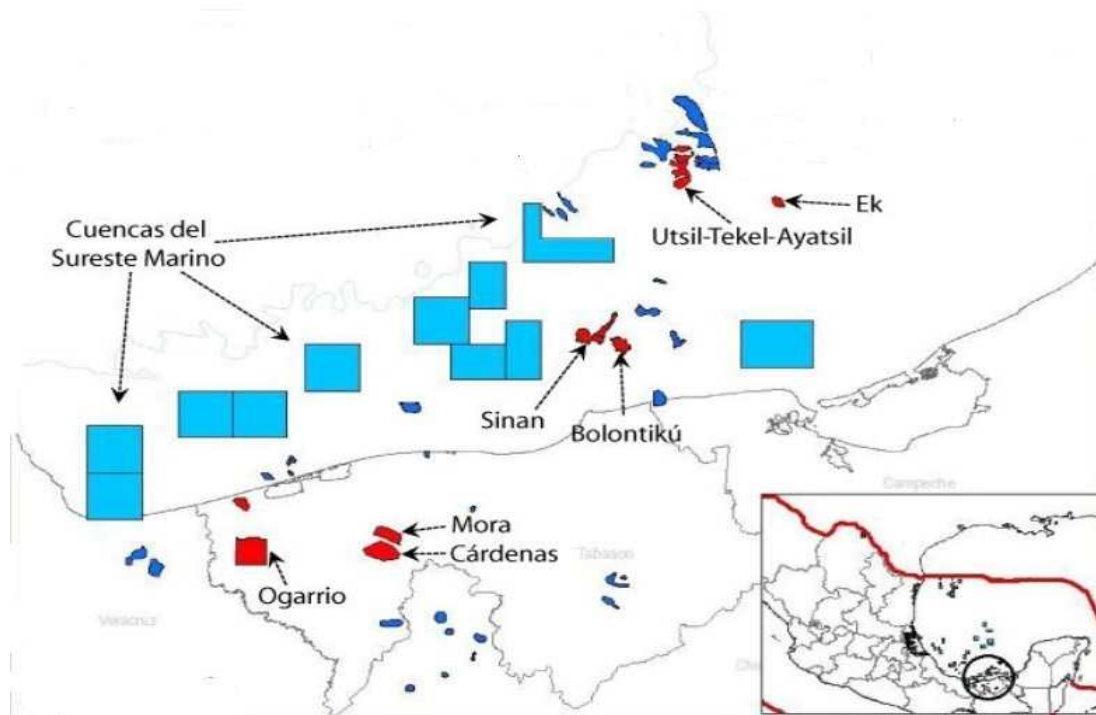 Cuencas del
Sureste Marino
Ek
Utsil-Tekel-Ayatsil
Sinan
Bolontikú
Campeche
Mora
Cárdenas
Tabasco
Ogarrio
Veracruz